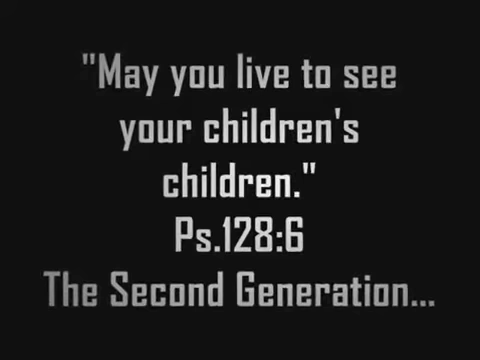 "May you live to see
your children's
children."
Ps.128:6
The Second Generation...